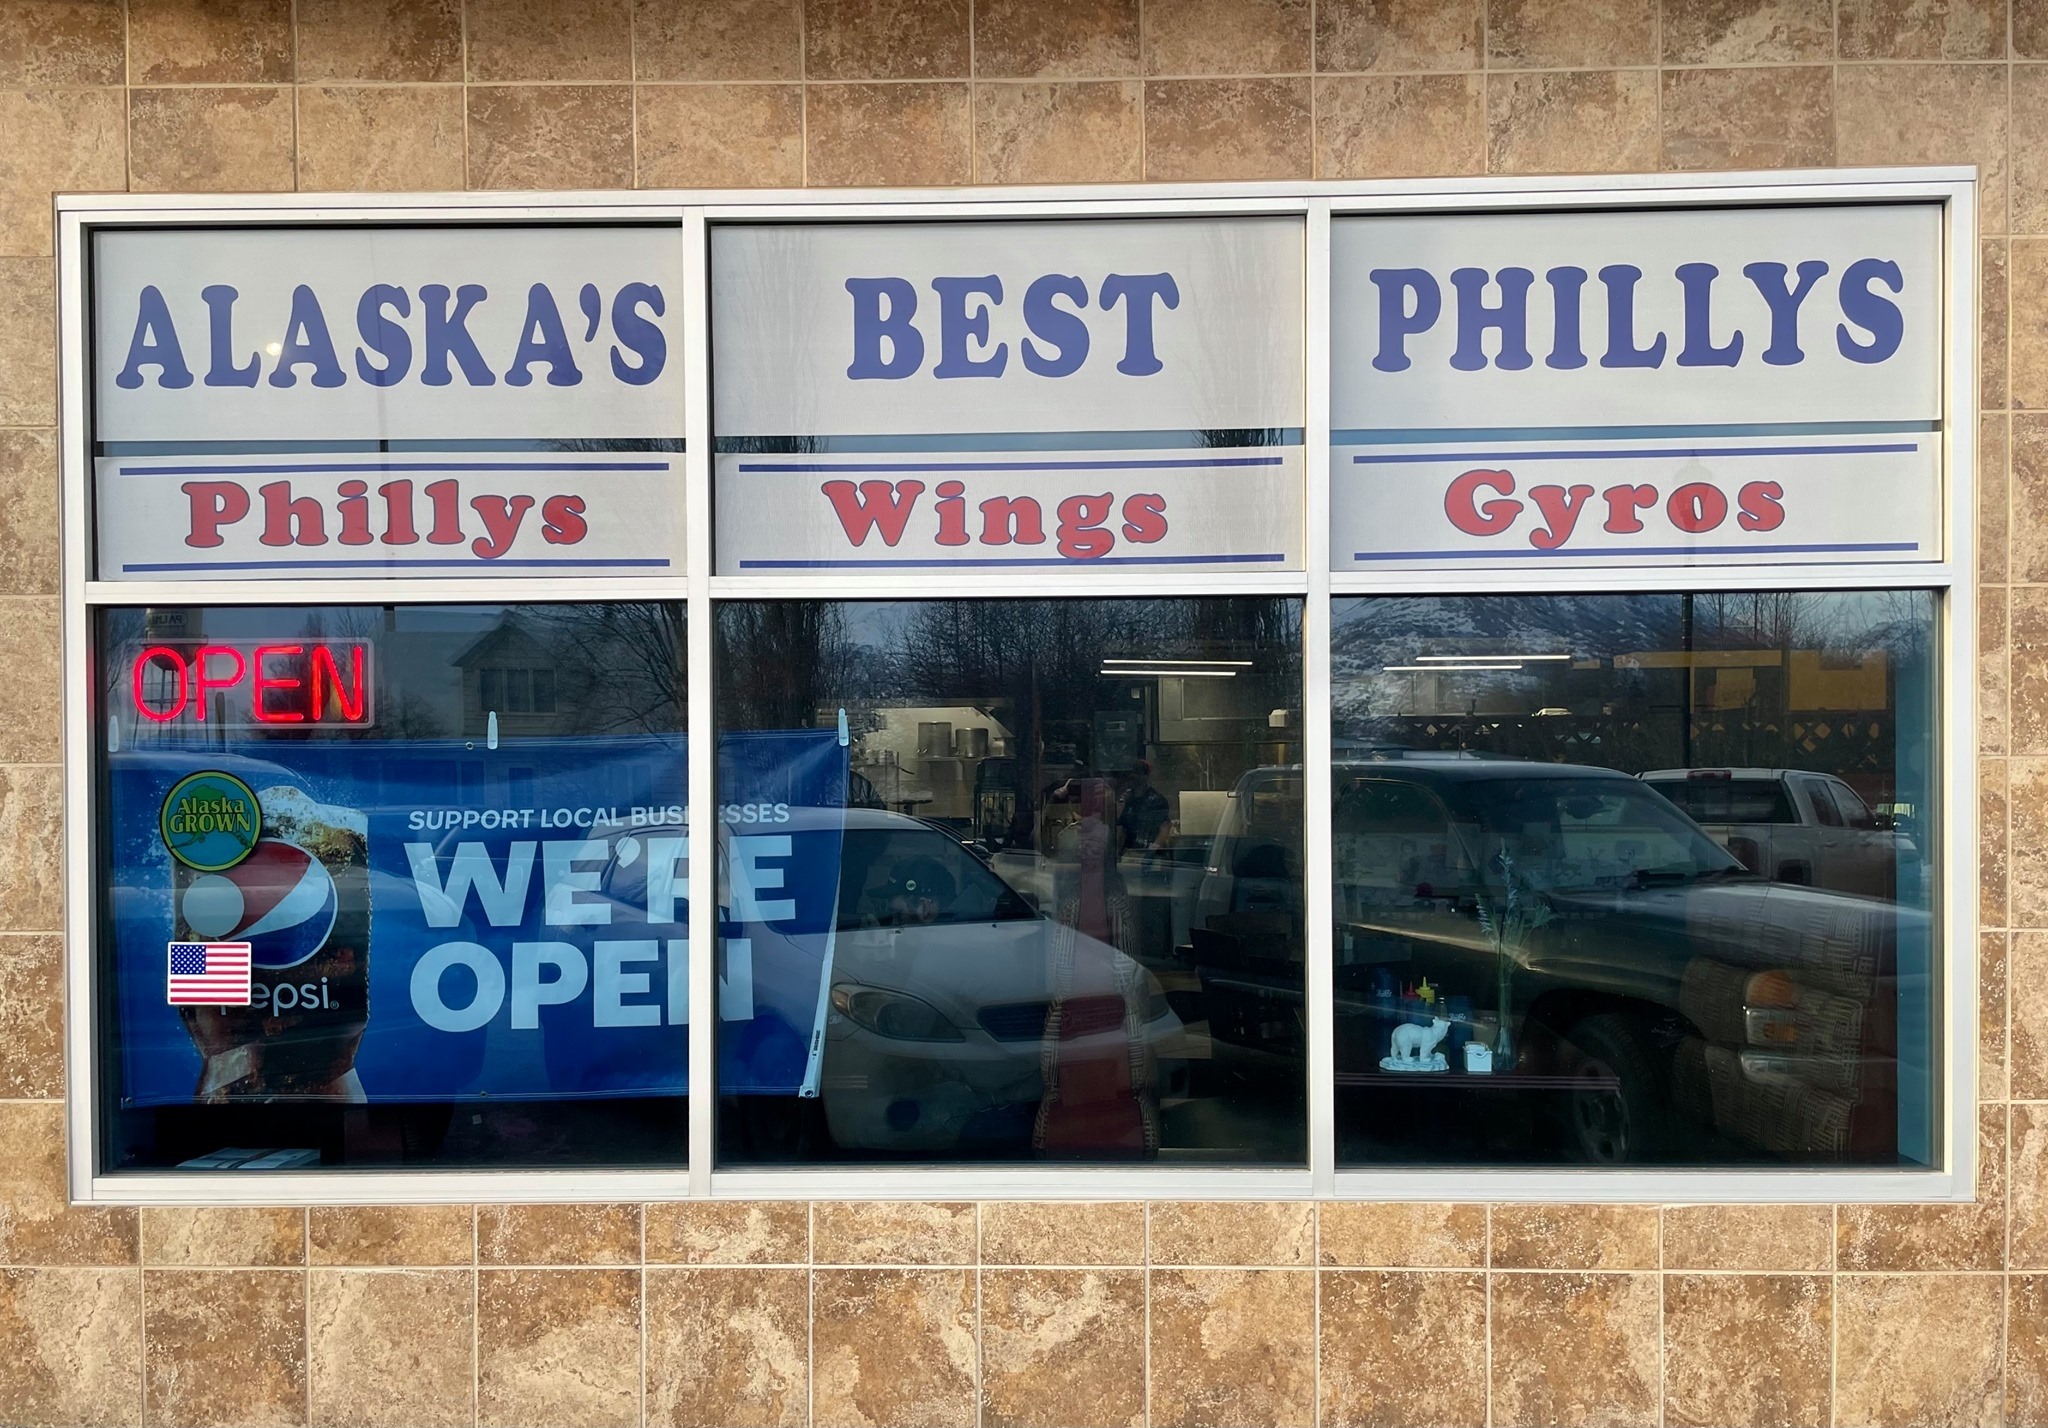 ALASKA'S BEST PHILLYS
Phillys Wings Gyros
OPEN
Alaska
GROWN
SUPPORT LOCAL BUSINESSES
WE'RE
OPEN
pepsi